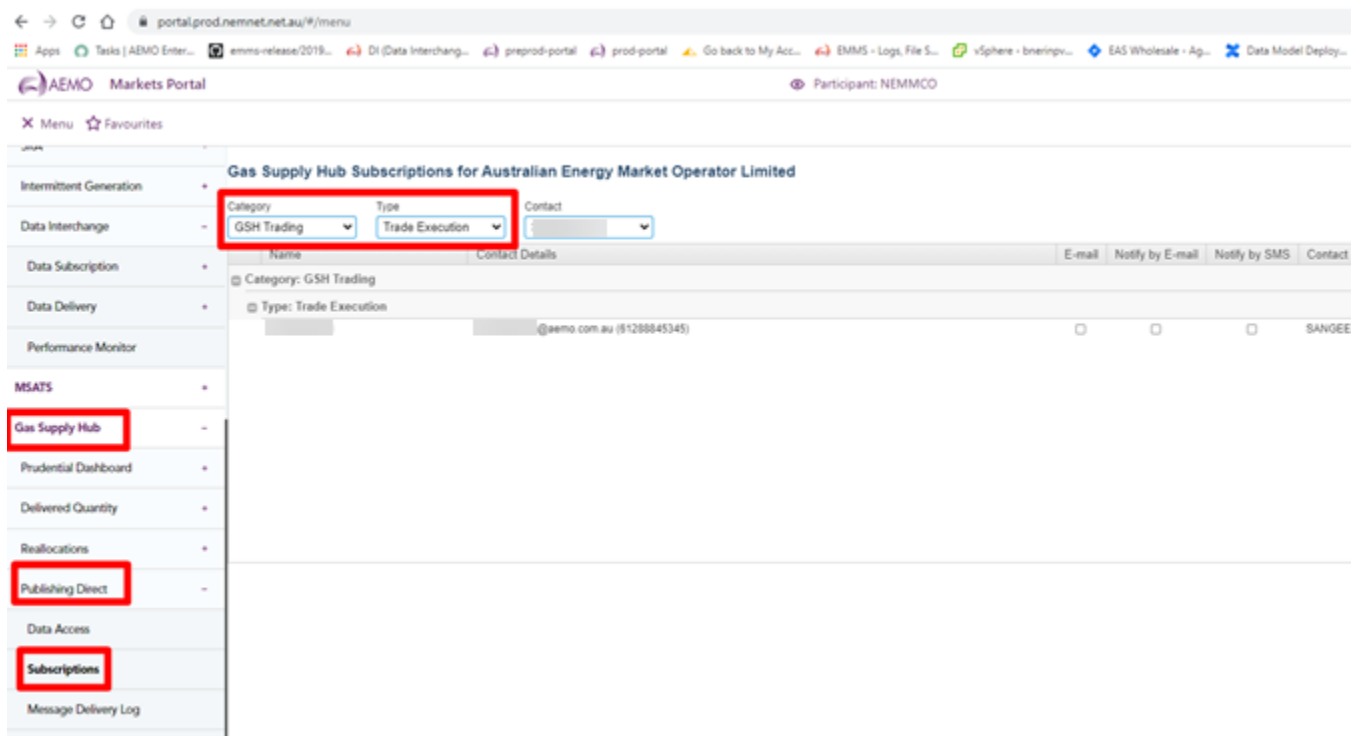 portal.prod.nemnet.net.au/#/menu
Apps Tasks | AEMO Enter... emms-release/2019... DI (Data Interchang... preprod-portal prod-portal Go back to My Acc... EMMS - Logs, File S... vSphere - bnerinpv... EAS Wholesale - Ag... Data Model Deploy...
AEMO Markets Portal Participant: NEMMCO
Menu Favourites
SRA
Gas Supply Hub Subscriptions for Australian Energy Market Operator Limited
Intermittent Generation +
Category Type Contact
Data Interchange - GSH Trading Trade Execution
Name Contact Details E-mail Notify by E-mail Notify by SMS Contact
Data Subscription +
Category: GSH Trading
Data Delivery + Type: Trade Execution
@aemo.com.au (61288845345) SANGEE
Performance Monitor
MSATS +
Gas Supply Hub -
Prudential Dashboard +
Delivered Quantity +
Reallocations +
Publishing Direct -
Data Access
Subscriptions
Message Delivery Log